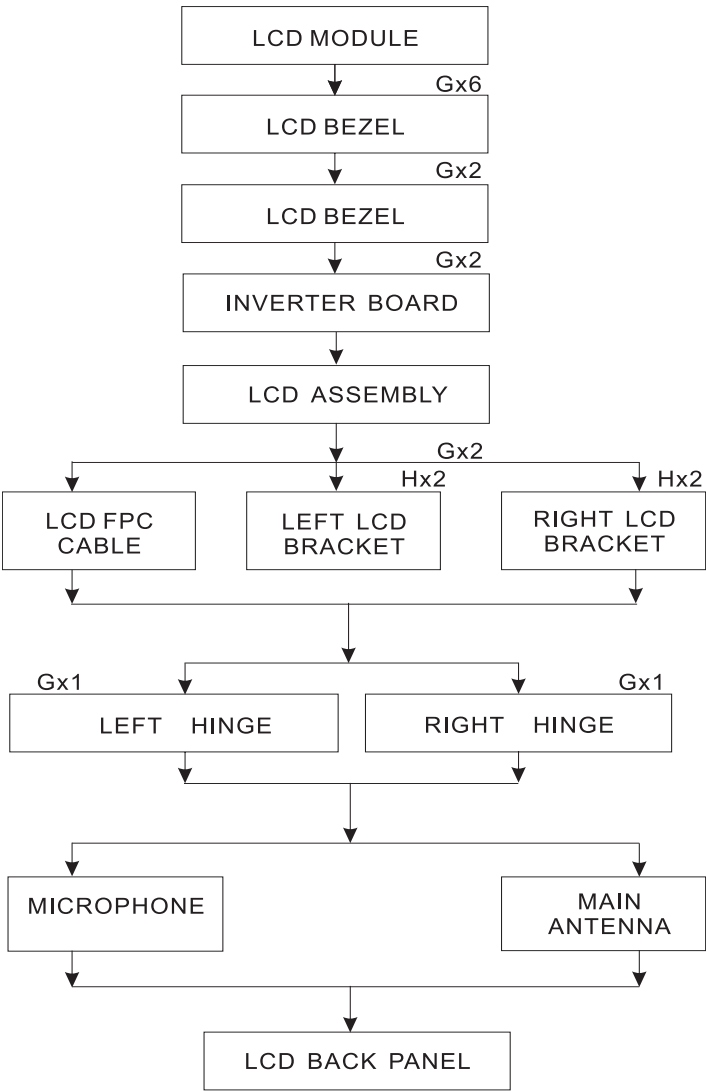 LCD MODULE
Gx6
LCD BEZEL
Gx2
LCD BEZEL
Gx2
INVERTER BOARD
LCD ASSEMBLY
Gx2
Hx2
Hx2
LCD FPC
CABLE
LEFT LCD
BRACKET
RIGHT LCD
BRACKET
Gx1
Gx1
LEFT HINGE
RIGHT HINGE
MICROPHONE
MAIN
ANTENNA
LCD BACK PANEL